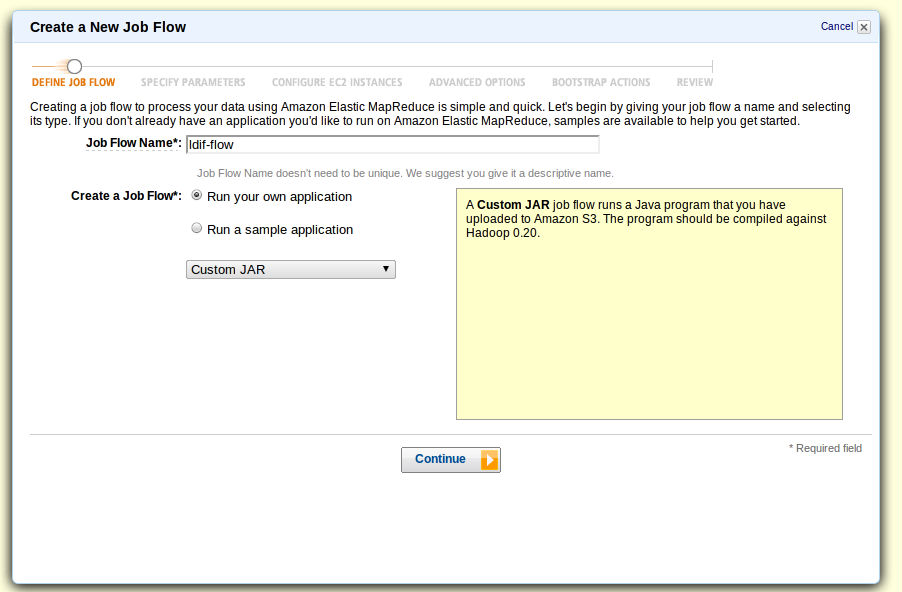 Create a New Job Flow
Cancel
DEFINE JOB FLOW SPECIFY PARAMETERS CONFIGURE EC2 INSTANCES ADVANCED OPTIONS BOOTSTRAP ACTIONS REVIEW
Creating a job flow to process your data using Amazon Elastic MapReduce is simple and quick. Let's begin by giving your job flow a name and selecting
its type. If you don't already have an application you'd like to run on Amazon Elastic MapReduce, samples are available to help you get started.
Job Flow Name*: ldif-flow
Job Flow Name doesn't need to be unique. We suggest you give it a descriptive name.
Create a Job Flow*: Run your own application
Run a sample application
Custom JAR
A Custom JAR job flow runs a Java program that you have
uploaded to Amazon S3. The program should be compiled against
Hadoop 0.20.
* Required field
Continue